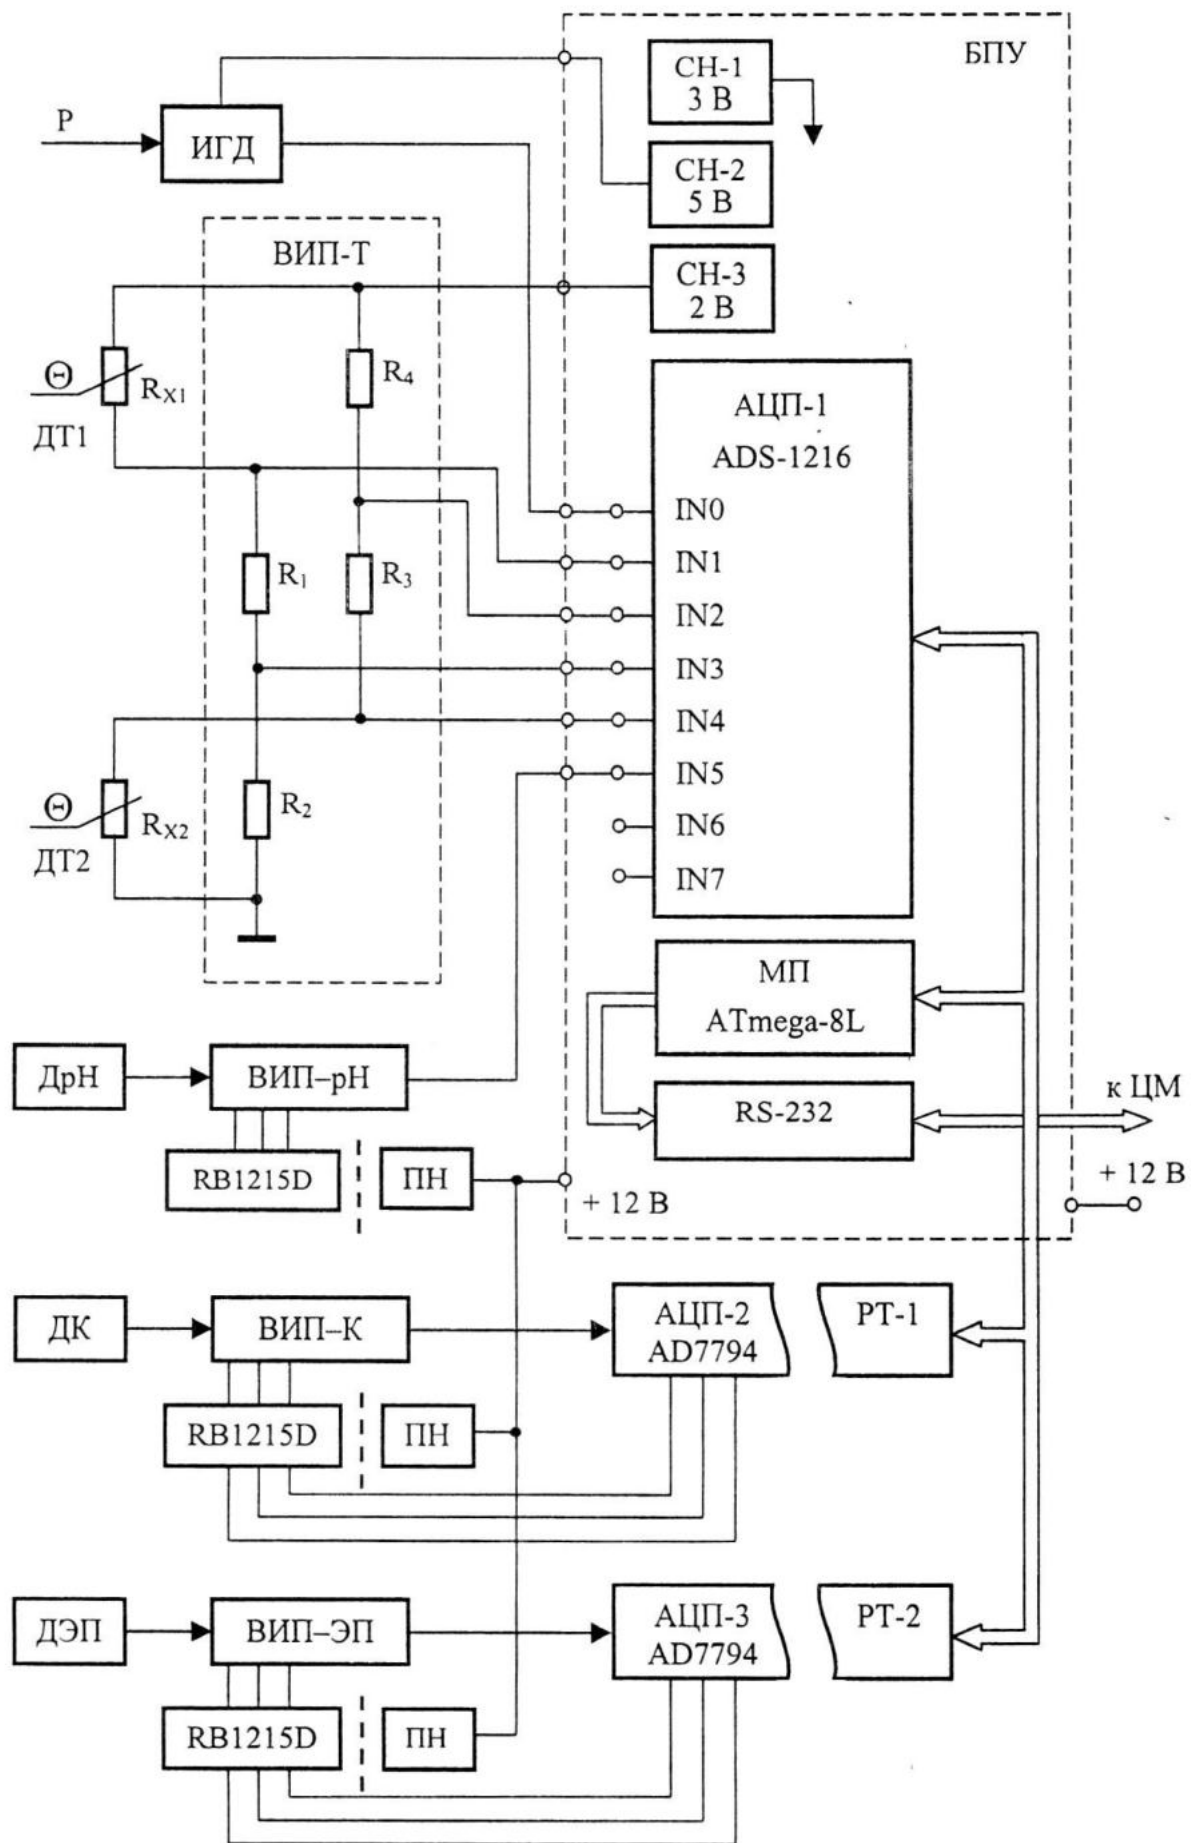 БПУ
СН-1
3 В
P
ИГД
СН-2
5 В
ВИП-Т
СН-3
2 В
Θ
RX1
ДТ1
R4
АЦП-1
ADS-1216
IN0
IN1
R1
R3
IN2
IN3
IN4
IN5
Θ
RX2
ДТ2
R2
IN6
IN7
МП
ATmega-8L
ДрН
ВИП–рН
RS-232
к ЦМ
RB1215D
ПН
+ 12 В
+ 12 В
ДК
ВИП–К
АЦП-2
AD7794
РТ-1
RB1215D
ПН
ДЭП
ВИП–ЭП
АЦП-3
AD7794
РТ-2
RB1215D
ПН